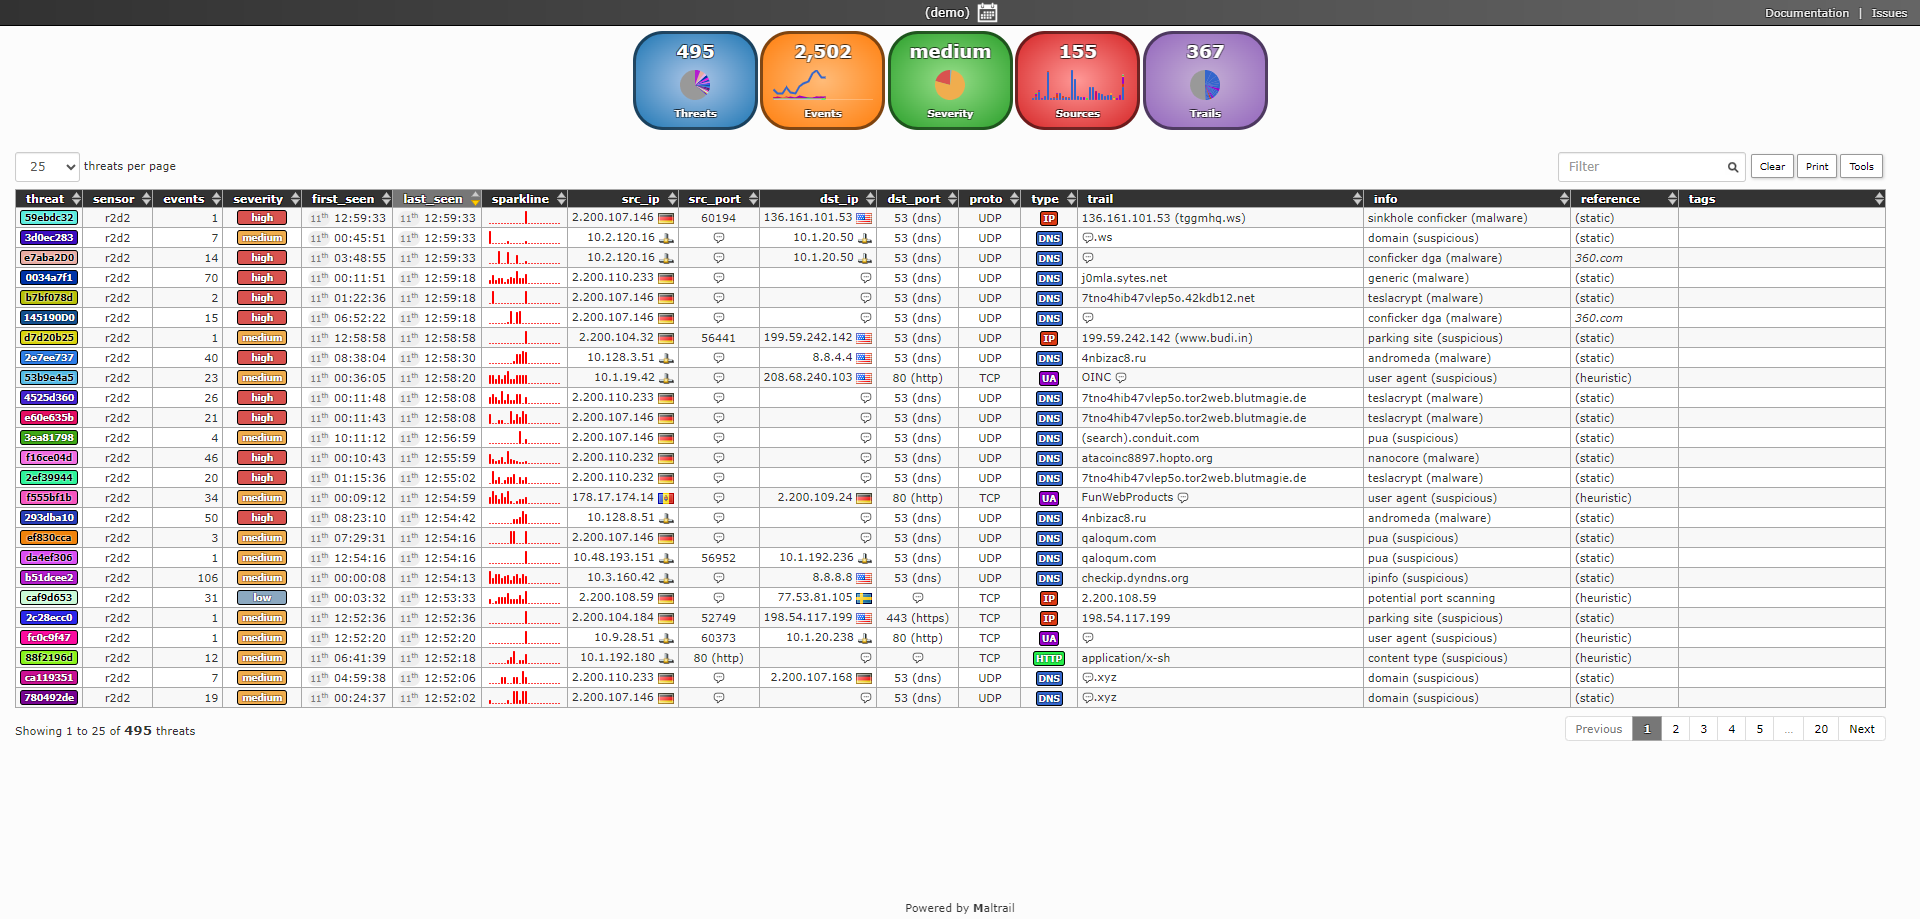 (demo)
Documentation | Issues
495 2,502 medium 155 367
Threats Events Severity Sources Trails
25 threats per page Filter Clear Print Tools
threat sensor events severity first_seen last_seen sparkline src_ip src_port dst_ip dst_port proto type trail info reference tags
59ebdc32 r2d2 1 high 11th 12:59:33 11th 12:59:33 2.200.107.146 60194 136.161.101.53 53 (dns) UDP IP 136.161.101.53 (tggmhq.ws) sinkhole conficker (malware) (static)
3d0ec283 r2d2 7 medium 11th 00:45:51 11th 12:59:33 10.2.120.16 10.1.20.50 53 (dns) UDP DNS .ws domain (suspicious) (static)
e7aba2D0 r2d2 14 high 11th 03:48:55 11th 12:59:33 10.2.120.16 10.1.20.50 53 (dns) UDP DNS conficker dga (malware) 360.com
0034a7f1 r2d2 70 high 11th 00:11:51 11th 12:59:18 2.200.110.233 53 (dns) UDP DNS j0mla.sytes.net generic (malware) (static)
b7bf078d r2d2 2 high 11th 01:22:36 11th 12:59:18 2.200.107.146 53 (dns) UDP DNS 7tno4hib47vlep5o.42kdb12.net teslacrypt (malware) (static)
145190D0 r2d2 15 high 11th 06:52:22 11th 12:59:18 2.200.107.146 53 (dns) UDP DNS conficker dga (malware) 360.com
d7d20b25 r2d2 1 medium 11th 12:58:58 11th 12:58:58 2.200.104.32 56441 199.59.242.142 53 (dns) UDP IP 199.59.242.142 (www.budi.in) parking site (suspicious) (static)
2e7ee737 r2d2 40 high 11th 08:38:04 11th 12:58:30 10.128.3.51 8.8.4.4 53 (dns) UDP DNS 4nbizac8.ru andromeda (malware) (static)
53b9e4a5 r2d2 23 medium 11th 00:36:05 11th 12:58:20 10.1.19.42 208.68.240.103 80 (http) TCP UA OINC user agent (suspicious) (heuristic)
4525d360 r2d2 26 high 11th 00:11:48 11th 12:58:08 2.200.110.233 53 (dns) UDP DNS 7tno4hib47vlep5o.tor2web.blutmagie.de teslacrypt (malware) (static)
e60e635b r2d2 21 high 11th 00:11:43 11th 12:58:08 2.200.107.146 53 (dns) UDP DNS 7tno4hib47vlep5o.tor2web.blutmagie.de teslacrypt (malware) (static)
3ea81798 r2d2 4 medium 11th 10:11:12 11th 12:56:59 2.200.107.146 53 (dns) UDP DNS (search).conduit.com pua (suspicious) (static)
f16ce04d r2d2 46 high 11th 00:10:43 11th 12:55:59 2.200.110.232 53 (dns) UDP DNS atacoinc8897.hopto.org nanocore (malware) (static)
2ef39944 r2d2 20 high 11th 01:15:36 11th 12:55:02 2.200.110.232 53 (dns) UDP DNS 7tno4hib47vlep5o.tor2web.blutmagie.de teslacrypt (malware) (static)
f555bf1b r2d2 34 medium 11th 00:09:12 11th 12:54:59 178.17.174.14 2.200.109.24 80 (http) TCP UA FunWebProducts user agent (suspicious) (heuristic)
293dba10 r2d2 50 high 11th 08:23:10 11th 12:54:42 10.128.8.51 53 (dns) UDP DNS 4nbizac8.ru andromeda (malware) (static)
ef830cca r2d2 3 medium 11th 07:29:31 11th 12:54:16 2.200.107.146 53 (dns) UDP DNS qaloqum.com pua (suspicious) (static)
da4ef306 r2d2 1 medium 11th 12:54:16 11th 12:54:16 10.48.193.151 56952 10.1.192.236 53 (dns) UDP DNS qaloqum.com pua (suspicious) (static)
b51dcee2 r2d2 106 medium 11th 00:00:08 11th 12:54:13 10.3.160.42 8.8.8.8 53 (dns) UDP DNS checkip.dyndns.org ipinfo (suspicious) (static)
caf9d653 r2d2 31 low 11th 00:03:32 11th 12:53:33 2.200.108.59 77.53.81.105 TCP IP 2.200.108.59 potential port scanning (heuristic)
2c28ecc0 r2d2 1 medium 11th 12:52:36 11th 12:52:36 2.200.104.184 52749 198.54.117.199 443 (https) TCP IP 198.54.117.199 parking site (suspicious) (static)
fc0c9f47 r2d2 1 medium 11th 12:52:20 11th 12:52:20 10.9.28.51 60373 10.1.20.238 80 (http) TCP UA user agent (suspicious) (heuristic)
88f2196d r2d2 12 medium 11th 06:41:39 11th 12:52:18 10.1.192.180 80 (http) TCP HTTP application/x-sh content type (suspicious) (heuristic)
ca119351 r2d2 7 medium 11th 04:59:38 11th 12:52:06 2.200.110.233 2.200.107.168 53 (dns) UDP DNS .xyz domain (suspicious) (static)
780492de r2d2 19 medium 11th 00:24:37 11th 12:52:02 2.200.107.146 53 (dns) UDP DNS .xyz domain (suspicious) (static)
Showing 1 to 25 of 495 threats Previous 1 2 3 4 5 ... 20 Next
Powered by Maltrail